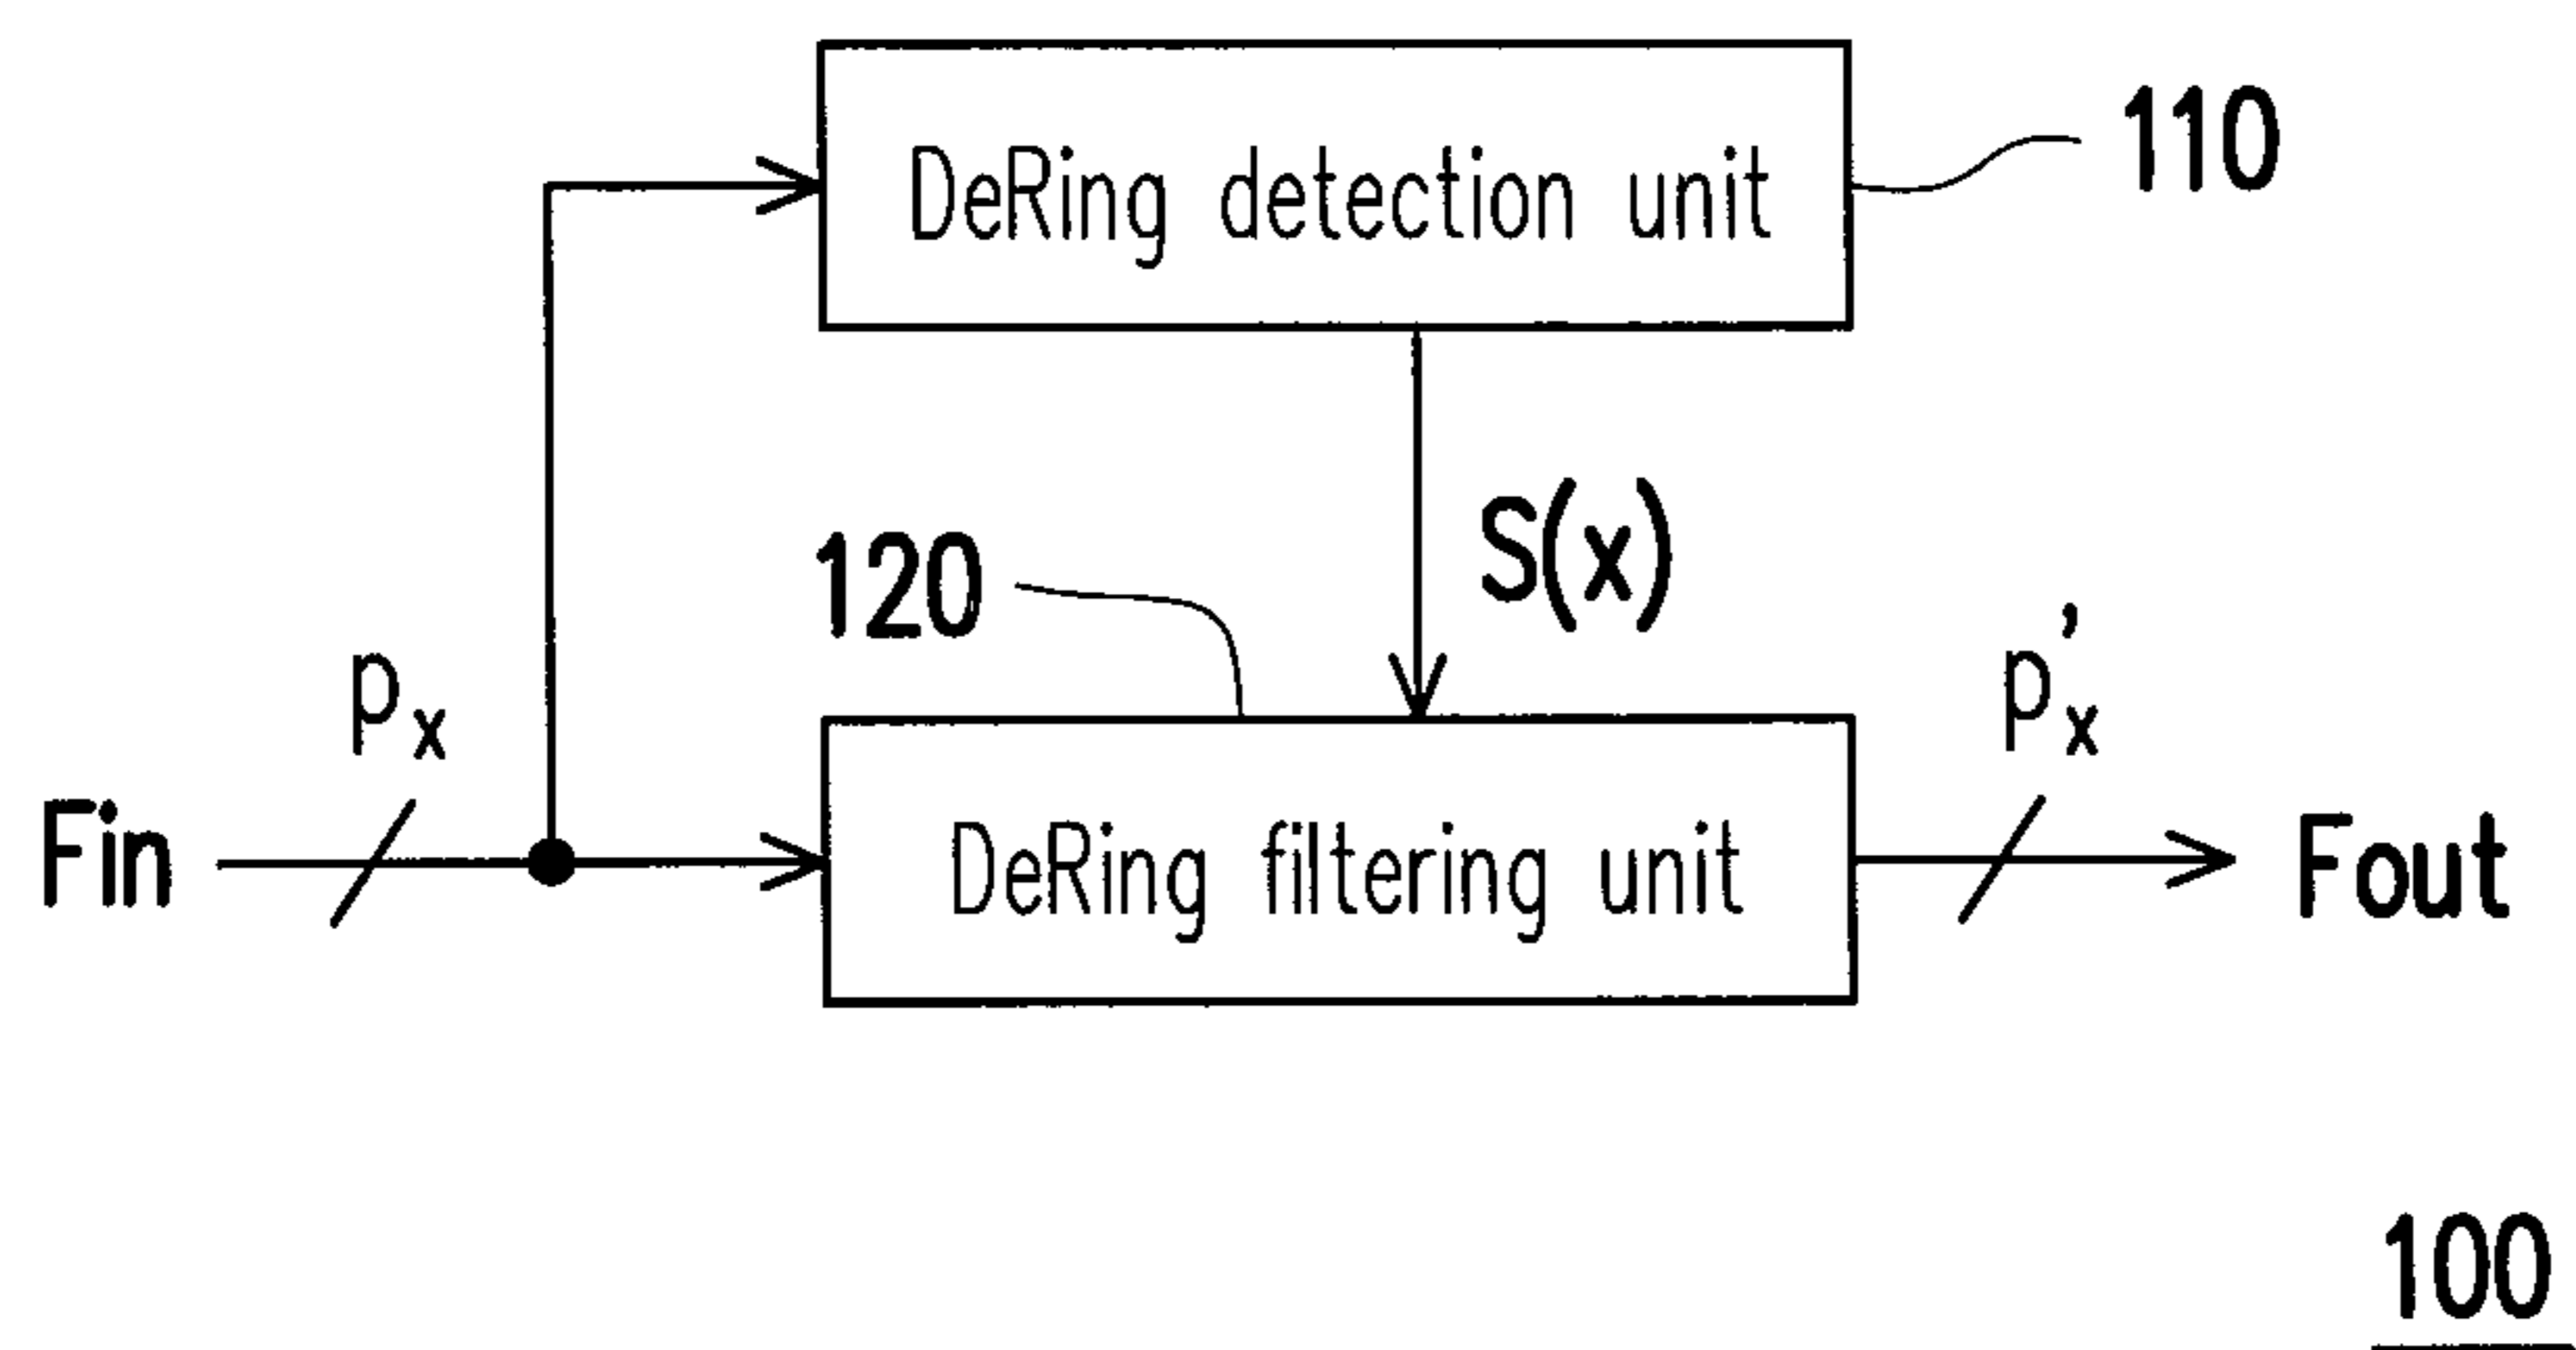 DeRing detection unit
110
S(x)
120
px
p'x
Fin
DeRing filtering unit
Fout
100